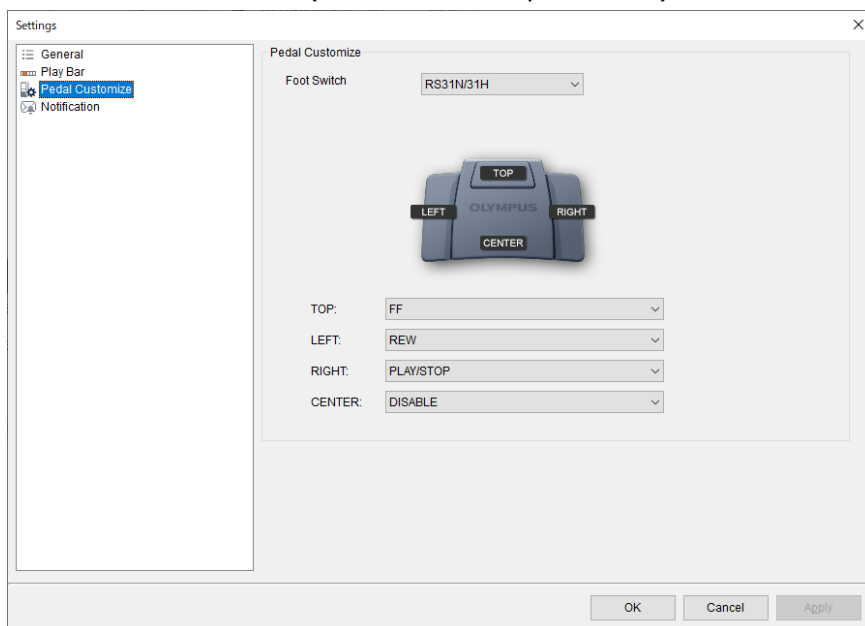 Settings
General
Play Bar
Pedal Customize
Notification
Pedal Customize
Foot Switch
RS31N/31H
TOP
OLYMPUS
LEFT
RIGHT
CENTER
TOP:
FF
LEFT:
REW
RIGHT:
PLAY/STOP
CENTER:
DISABLE
OK
Cancel
Apply